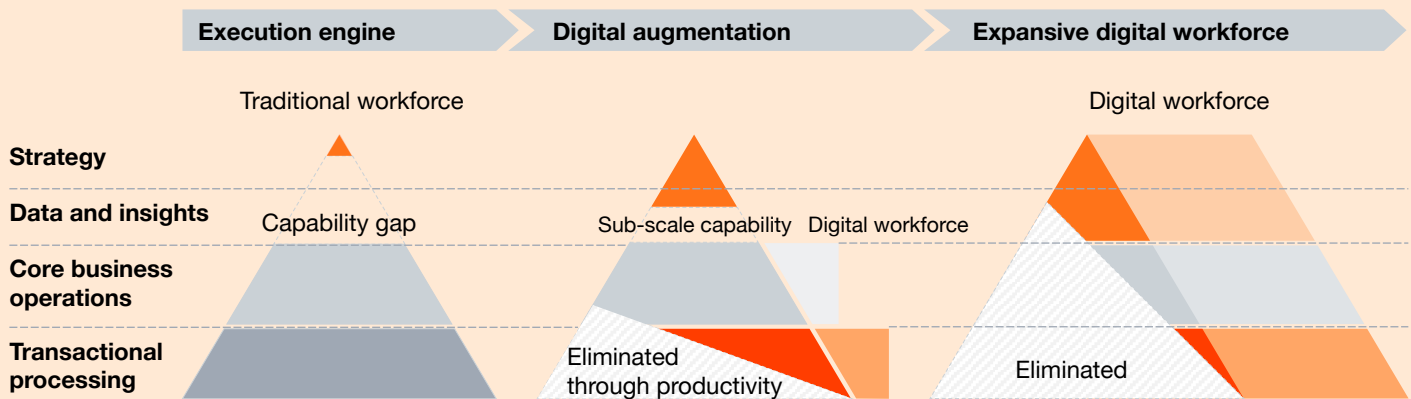 Execution engine
Digital augmentation
Expansive digital workforce
Traditional workforce
Digital workforce
Strategy
Data and insights
Capability gap
Sub-scale capability
Digital workforce
Core business
operations
Transactional
processing
Eliminated
through productivity
Eliminated